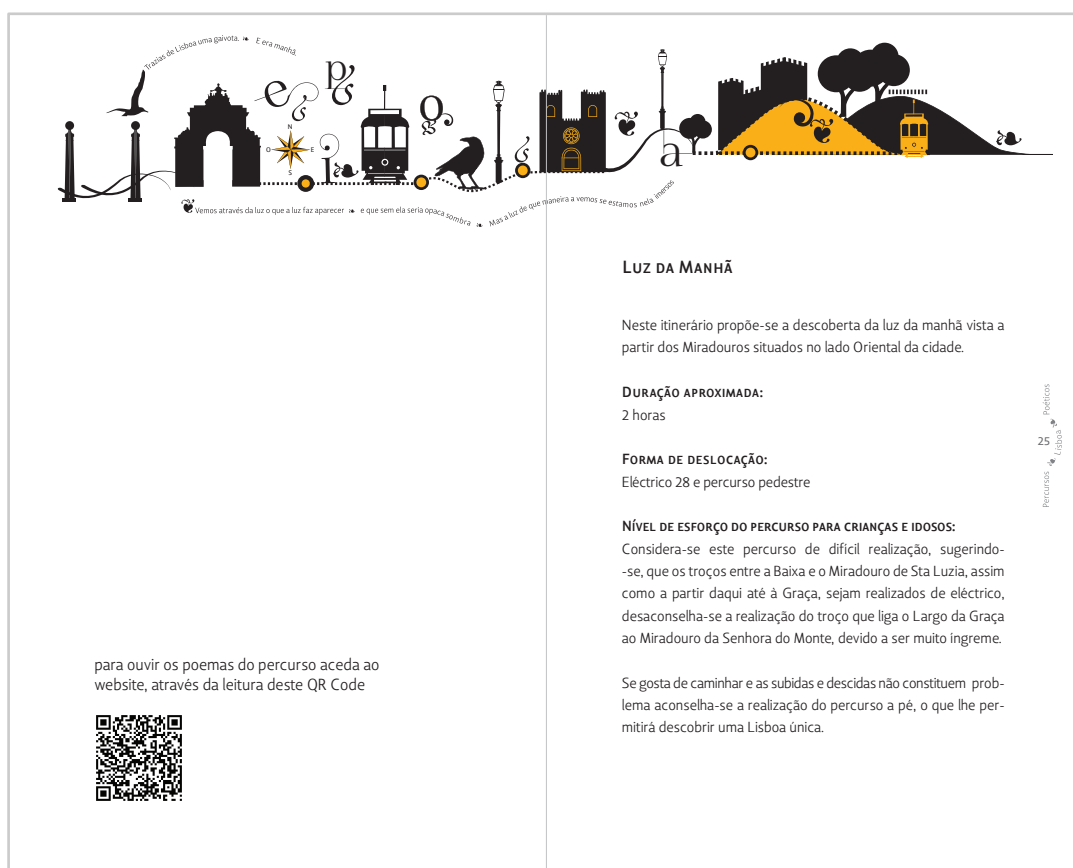 Trazias de Lisboa uma gaivota. ❧ E era manhã.
e
p
i
o
a
N
O E
S
Vemos através da luz o que a luz faz aparecer ❧ e que sem ela seria opaca sombra ❧ Mas a luz de que maneira a vemos se estamos nela imersos
para ouvir os poemas do percurso aceda ao
website, através da leitura deste QR Code
LUZ DA MANHÃ
Neste itinerário propõe-se a descoberta da luz da manhã vista a
partir dos Miradouros situados no lado Oriental da cidade.
DURAÇÃO APROXIMADA:
2 horas
FORMA DE DESLOCAÇÃO:
Eléctrico 28 e percurso pedestre
NÍVEL DE ESFORÇO DO PERCURSO PARA CRIANÇAS E IDOSOS:
Considera-se este percurso de difícil realização, sugerindo-
-se, que os troços entre a Baixa e o Miradouro de Sta Luzia, assim
como a partir daqui até à Graça, sejam realizados de eléctrico,
desaconselha-se a realização do troço que liga o Largo da Graça
ao Miradouro da Senhora do Monte, devido a ser muito íngreme.
Se gosta de caminhar e as subidas e descidas não constituem prob-
lema aconselha-se a realização do percurso a pé, o que lhe per-
mitirá descobrir uma Lisboa única.
Percursos ❧ Lisboa ❧ Poéticos
25